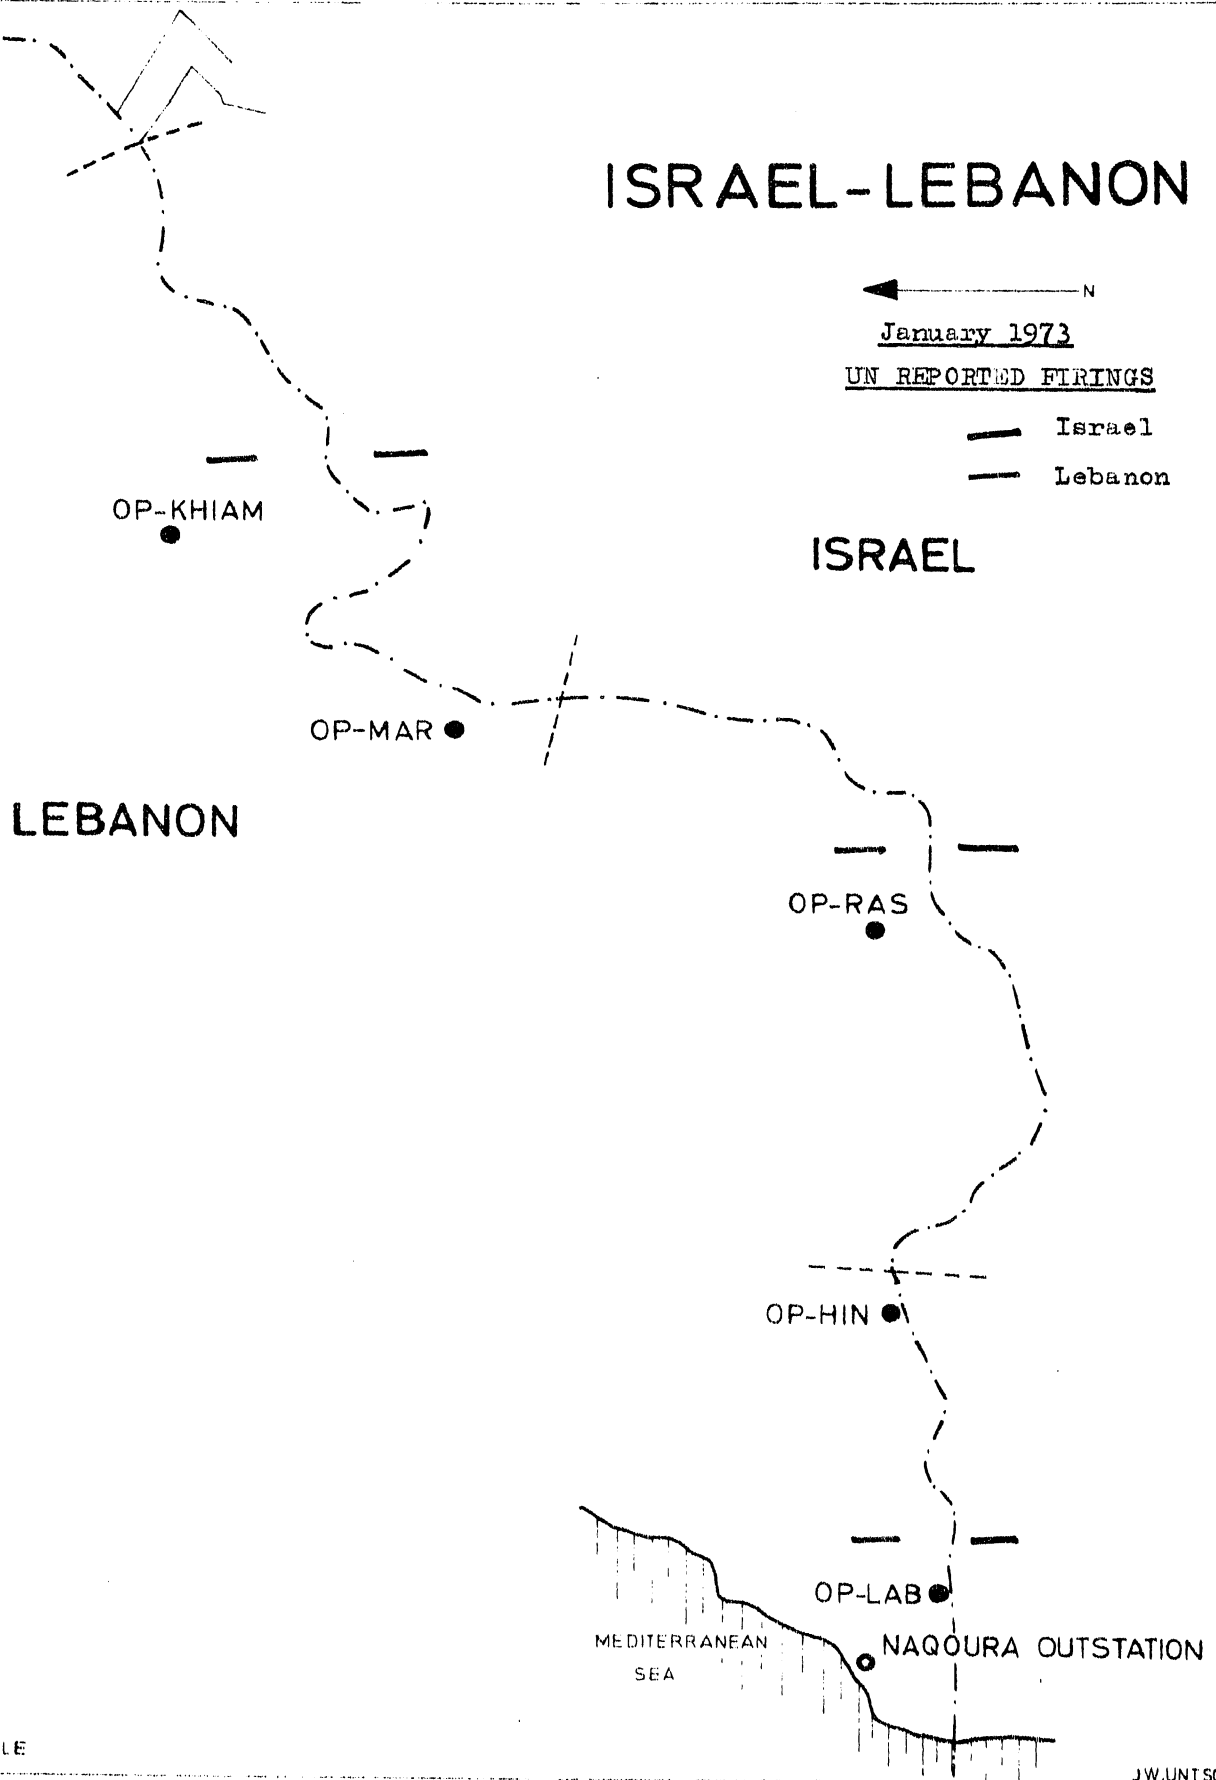 ISRAEL-LEBANON
N
January 1973
UN REPORTED FIRINGS
Israel
Lebanon
OP-KHIAM
ISRAEL
OP-MAR
LEBANON
OP-RAS
OP-HIN
OP-LAB
MEDITERRANEAN
SEA
NAQOURA OUTSTATION
LE